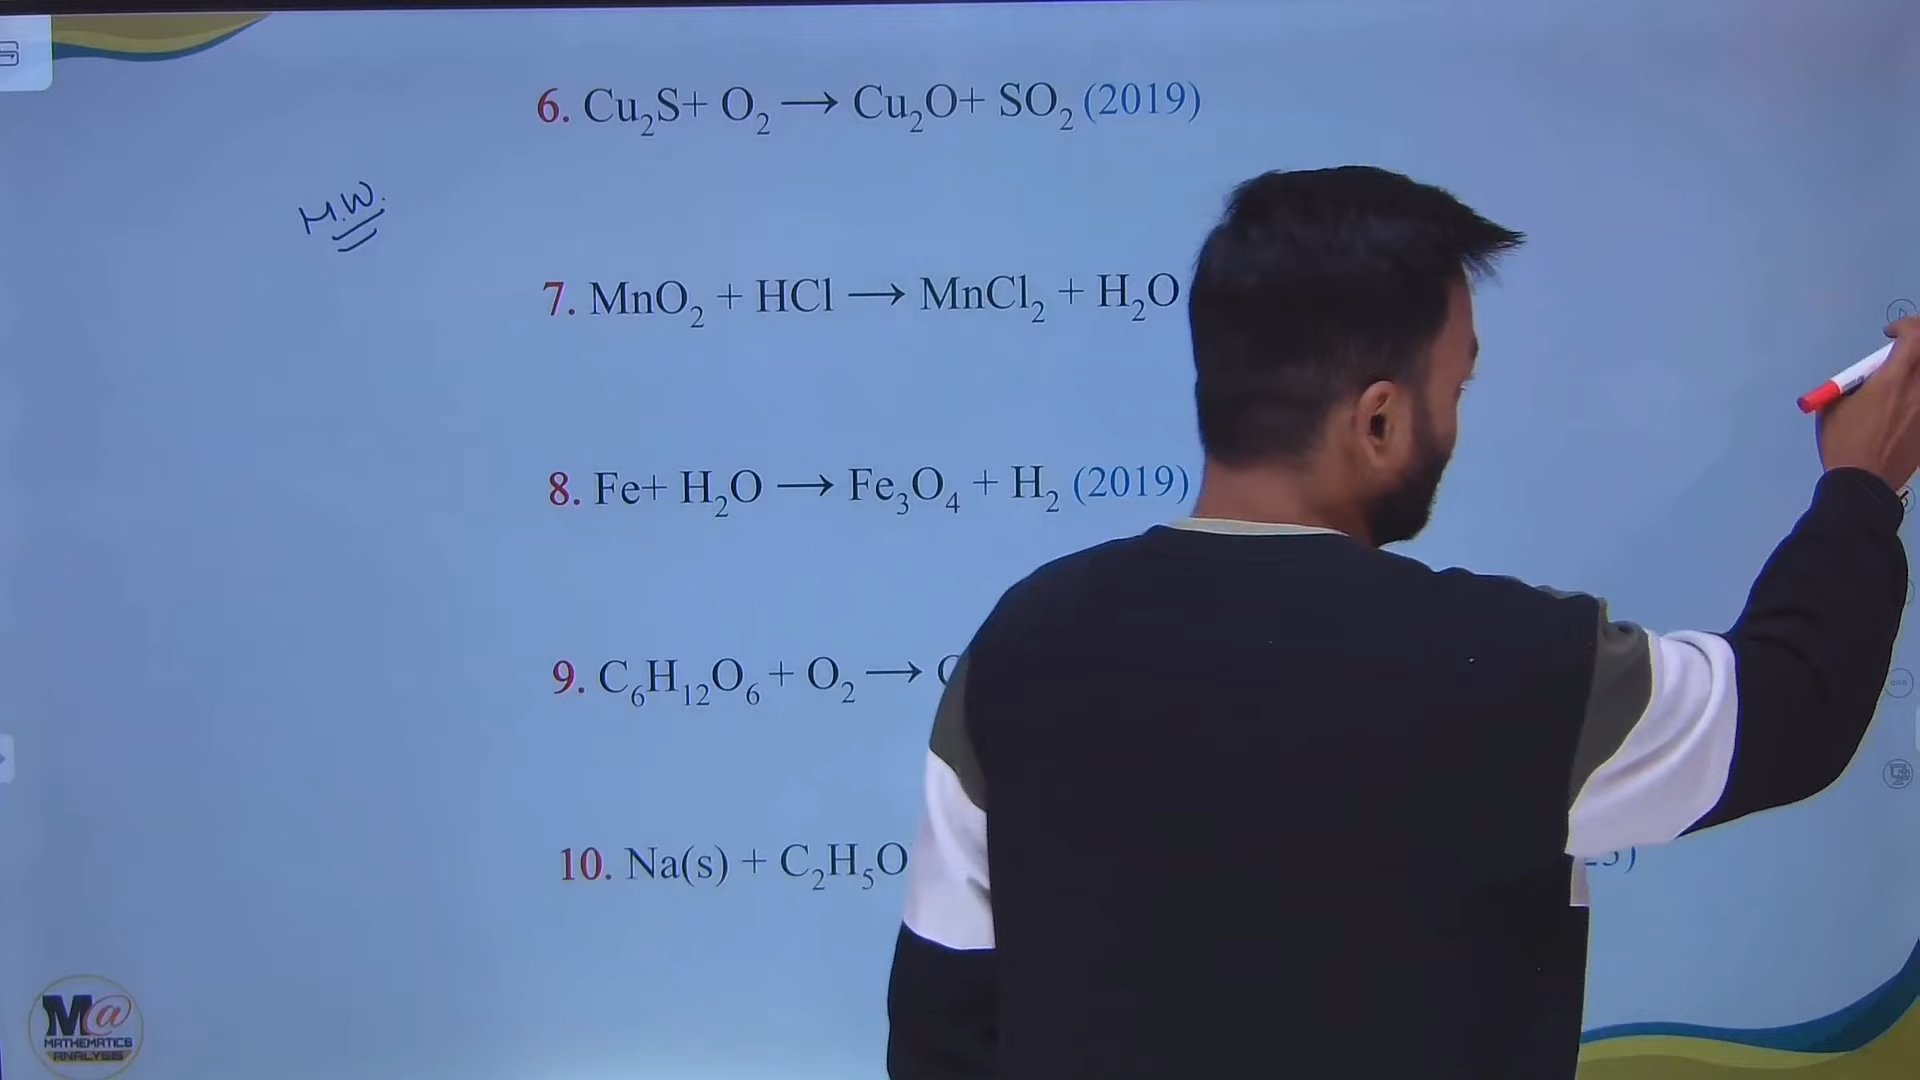 6. Cu₂S+ O₂ → Cu₂O+ SO₂ (2019)
H.W.
7. MnO₂ + HCl → MnCl₂ + H₂O
8. Fe+ H₂O → Fe₃O₄ + H₂ (2019)
9. C₆H₁₂O₆ + O₂ →
10. Na(s) + C₂H₅O
M@
MATHEMATICS
ANALYSIS